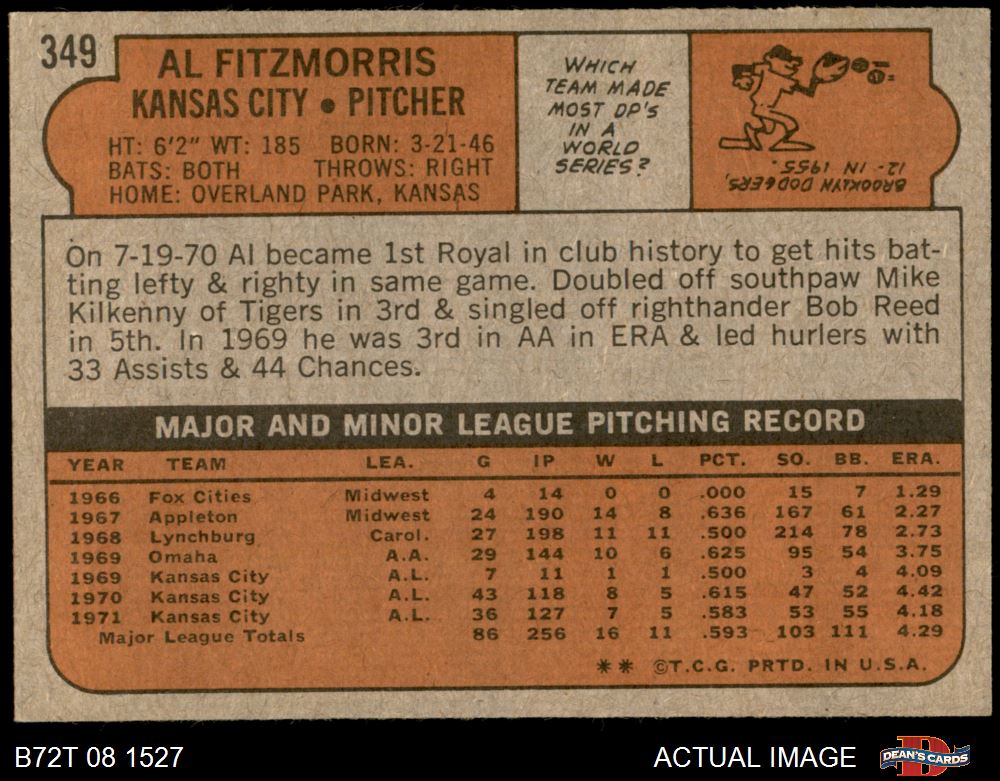 349
AL FITZMORRIS
KANSAS CITY • PITCHER
HT: 6'2" WT: 185 BORN: 3-21-46
BATS: BOTH THROWS: RIGHT
HOME: OVERLAND PARK, KANSAS
WHICH
TEAM MADE
MOST DP's
IN A
WORLD
SERIES?
BROOKLYN DODGERS,
12 - IN 1955.
On 7-19-70 Al became 1st Royal in club history to get hits bat-
ting lefty & righty in same game. Doubled off southpaw Mike
Kilkenny of Tigers in 3rd & singled off righthander Bob Reed
in 5th. In 1969 he was 3rd in AA in ERA & led hurlers with
33 Assists & 44 Chances.
MAJOR AND MINOR LEAGUE PITCHING RECORD
YEAR TEAM LEA. G IP W L PCT. SO. BB. ERA.
1966 Fox Cities Midwest 4 14 0 0 .000 15 7 1.29
1967 Appleton Midwest 24 190 14 8 .636 167 61 2.27
1968 Lynchburg Carol. 27 198 11 11 .500 214 78 2.73
1969 Omaha A.A. 29 144 10 6 .625 95 54 3.75
1969 Kansas City A.L. 7 11 1 1 .500 3 4 4.09
1970 Kansas City A.L. 43 118 8 5 .615 47 52 4.42
1971 Kansas City A.L. 36 127 7 5 .583 53 55 4.18
Major League Totals 86 256 16 11 .593 103 111 4.29
** ©T.C.G. PRTD. IN U.S.A.
B72T 08 1527 ACTUAL IMAGE DEAN'S CARDS